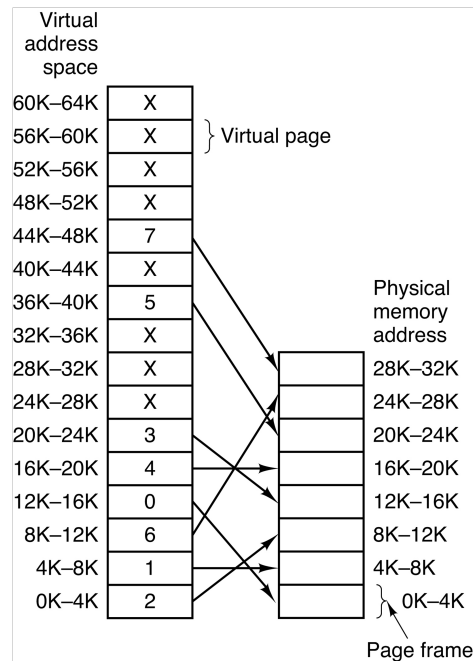 Virtual
address
space
60K–64K X
56K–60K X Virtual page
52K–56K X
48K–52K X
44K–48K 7
40K–44K X
36K–40K 5
32K–36K X
28K–32K X
24K–28K X
20K–24K 3
16K–20K 4
12K–16K 0
8K–12K 6
4K–8K 1
0K–4K 2
Physical
memory
address
28K–32K
24K–28K
20K–24K
16K–20K
12K–16K
8K–12K
4K–8K
0K–4K
Page frame